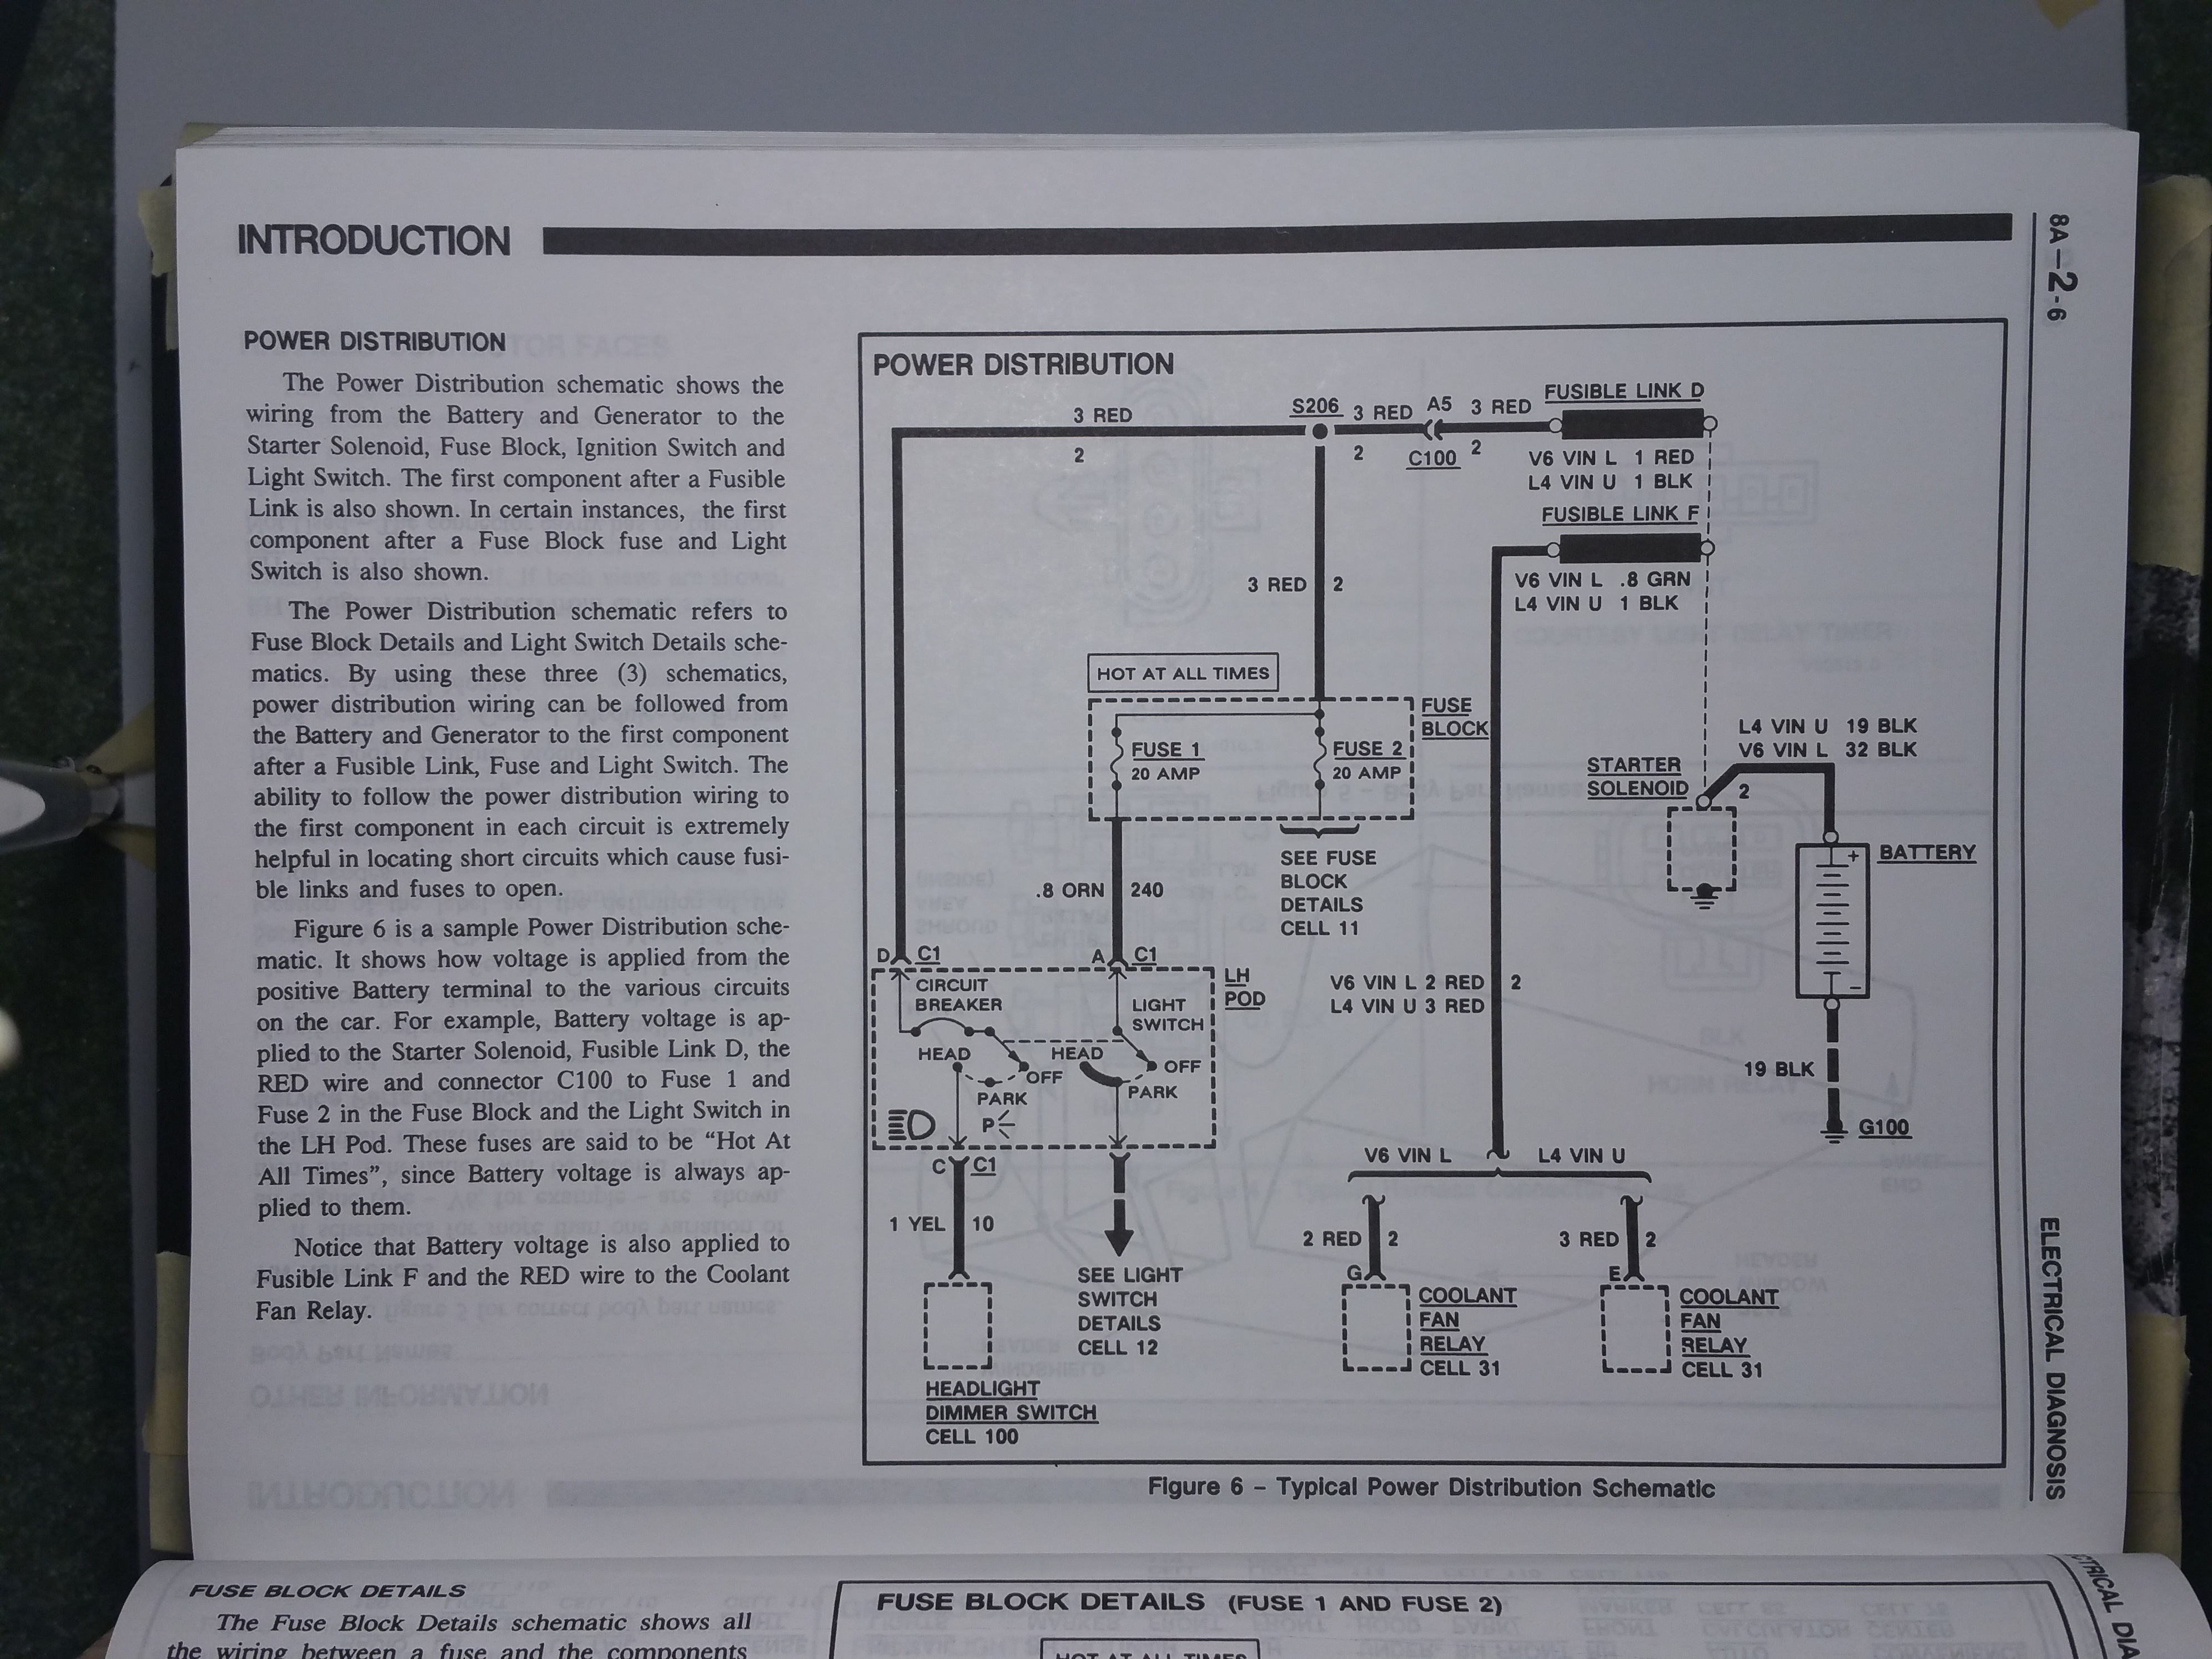 INTRODUCTION
8A-2-6
POWER DISTRIBUTION
The Power Distribution schematic shows the
wiring from the Battery and Generator to the
Starter Solenoid, Fuse Block, Ignition Switch and
Light Switch. The first component after a Fusible
Link is also shown. In certain instances, the first
component after a Fuse Block fuse and Light
Switch is also shown.
The Power Distribution schematic refers to
Fuse Block Details and Light Switch Details sche-
matics. By using these three (3) schematics,
power distribution wiring can be followed from
the Battery and Generator to the first component
after a Fusible Link, Fuse and Light Switch. The
ability to follow the power distribution wiring to
the first component in each circuit is extremely
helpful in locating short circuits which cause fusi-
ble links and fuses to open.
Figure 6 is a sample Power Distribution sche-
matic. It shows how voltage is applied from the
positive Battery terminal to the various circuits
on the car. For example, Battery voltage is ap-
plied to the Starter Solenoid, Fusible Link D, the
RED wire and connector C100 to Fuse 1 and
Fuse 2 in the Fuse Block and the Light Switch in
the LH Pod. These fuses are said to be “Hot At
All Times”, since Battery voltage is always ap-
plied to them.
Notice that Battery voltage is also applied to
Fusible Link F and the RED wire to the Coolant
Fan Relay.
POWER DISTRIBUTION
FUSIBLE LINK D
3 RED
S206
3 RED
A5
3 RED
2
2
C100
2
V6 VIN L 1 RED
L4 VIN U 1 BLK
FUSIBLE LINK F
V6 VIN L .8 GRN
L4 VIN U 1 BLK
3 RED
2
HOT AT ALL TIMES
FUSE
BLOCK
FUSE 1
20 AMP
FUSE 2
20 AMP
L4 VIN U 19 BLK
V6 VIN L 32 BLK
STARTER
SOLENOID
2
+
BATTERY
−
SEE FUSE
BLOCK
DETAILS
CELL 11
.8 ORN
240
D
C1
A
C1
LH
POD
CIRCUIT
BREAKER
LIGHT
SWITCH
HEAD
OFF
PARK
HEAD
OFF
PARK
P
V6 VIN L 2 RED
L4 VIN U 3 RED
2
19 BLK
G100
C
C1
V6 VIN L
L4 VIN U
1 YEL
10
2 RED
2
3 RED
2
G
E
SEE LIGHT
SWITCH
DETAILS
CELL 12
COOLANT
FAN
RELAY
CELL 31
COOLANT
FAN
RELAY
CELL 31
HEADLIGHT
DIMMER SWITCH
CELL 100
Figure 6 – Typical Power Distribution Schematic
ELECTRICAL DIAGNOSIS
FUSE BLOCK DETAILS
The Fuse Block Details schematic shows all
the wiring between a fuse and the components
FUSE BLOCK DETAILS (FUSE 1 AND FUSE 2)
HOT AT ALL TIMES